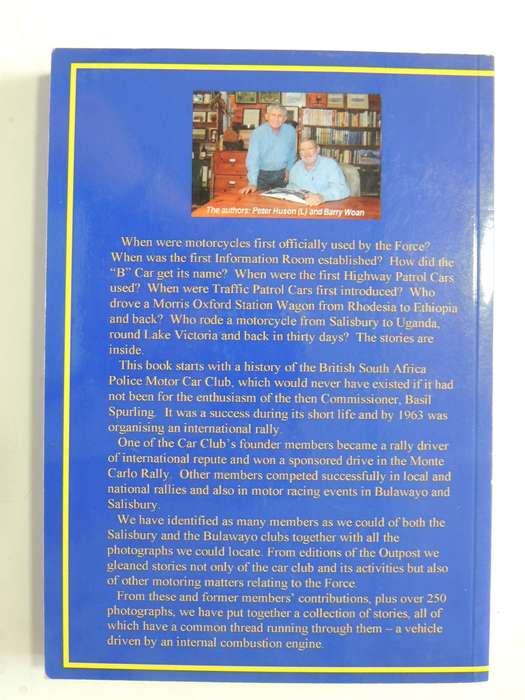 The authors: Peter Huson (L) and Barry Woan
When were motorcycles first officially used by the Force?
When was the first Information Room established? How did the
"B" Car get its name? When were the first Highway Patrol Cars
used? When were Traffic Patrol Cars first introduced? Who
drove a Morris Oxford Station Wagon from Rhodesia to Ethiopia
and back? Who rode a motorcycle from Salisbury to Uganda,
round Lake Victoria and back in thirty days? The stories are
inside.
This book starts with a history of the British South Africa
Police Motor Car Club, which would never have existed if it had
not been for the enthusiasm of the then Commissioner, Basil
Spurling. It was a success during its short life and by 1963 was
organising an international rally.
One of the Car Club's founder members became a rally driver
of international repute and won a sponsored drive in the Monte
Carlo Rally. Other members competed successfully in local and
national rallies and also in motor racing events in Bulawayo and
Salisbury.
We have identified as many members as we could of both the
Salisbury and the Bulawayo clubs together with all the
photographs we could locate. From editions of the Outpost we
gleaned stories not only of the car club and its activities but also
of other motoring matters relating to the Force.
From these and former members' contributions, plus over 250
photographs, we have put together a collection of stories, all of
which have a common thread running through them – a vehicle
driven by an internal combustion engine.